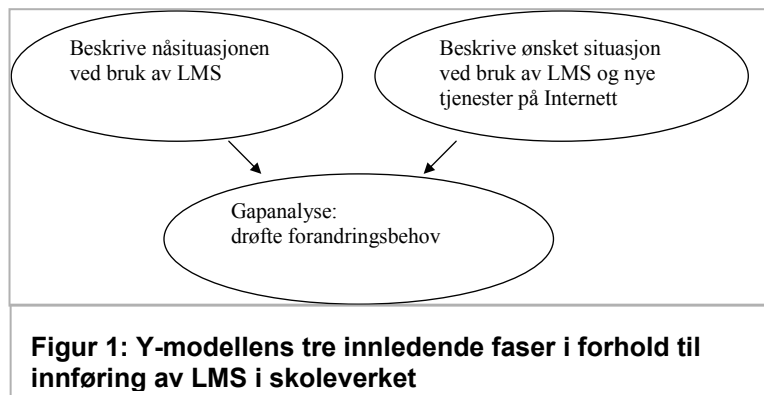 Beskrive nåsituasjonen
ved bruk av LMS
Beskrive ønsket situasjon
ved bruk av LMS og nye
tjenester på Internett
Gapanalyse:
drøfte forandringsbehov
Figur 1: Y-modellens tre innledende faser i forhold til
innføring av LMS i skoleverket